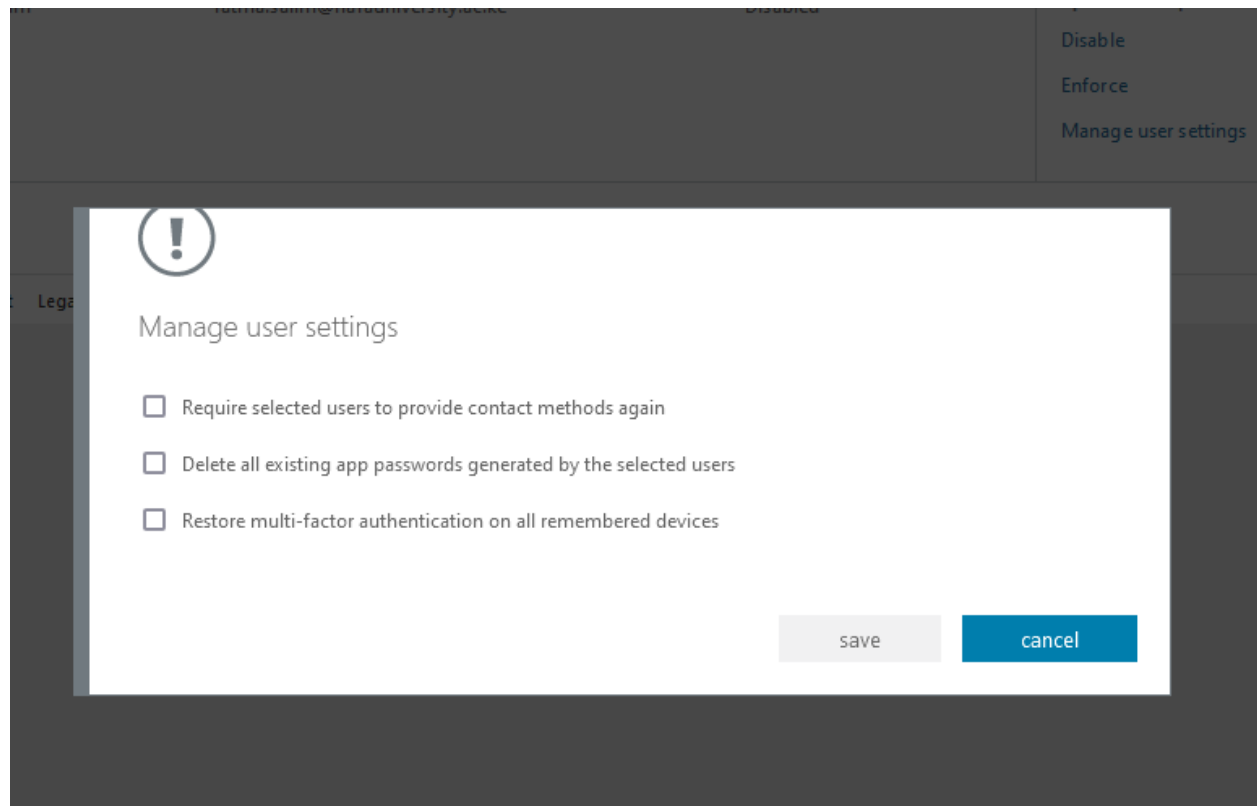 Disabled
Disable
Enforce
Manage user settings
Lega
!
Manage user settings
Require selected users to provide contact methods again
Delete all existing app passwords generated by the selected users
Restore multi-factor authentication on all remembered devices
save
cancel